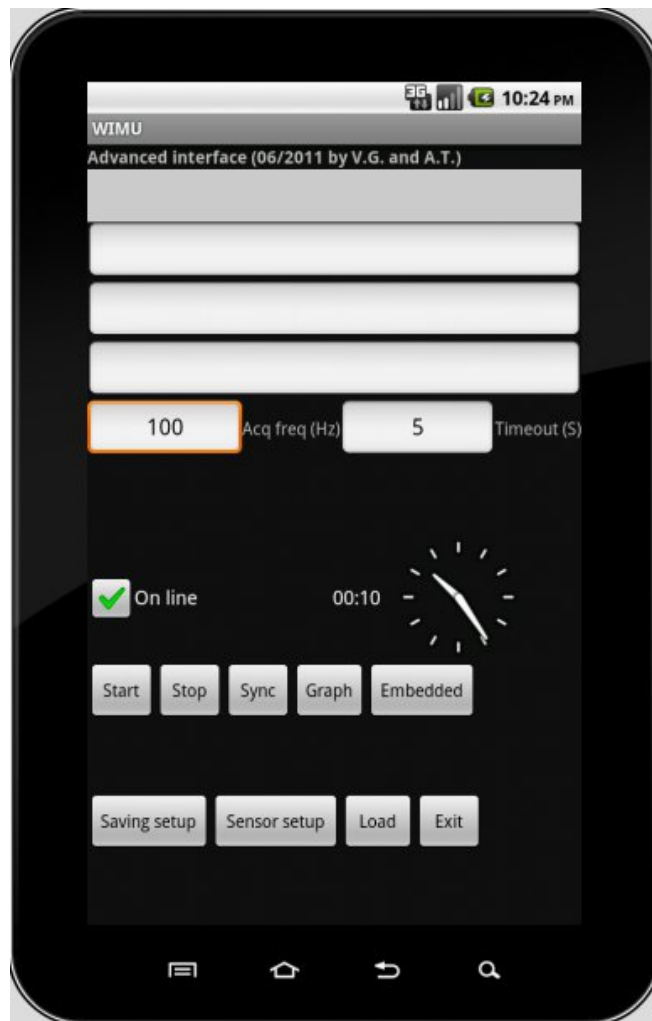 3G 10:24 PM
WIMU
Advanced interface (06/2011 by V.G. and A.T.)
100 Acq freq (Hz) 5 Timeout (S)
On line 00:10
Start Stop Sync Graph Embedded
Saving setup Sensor setup Load Exit